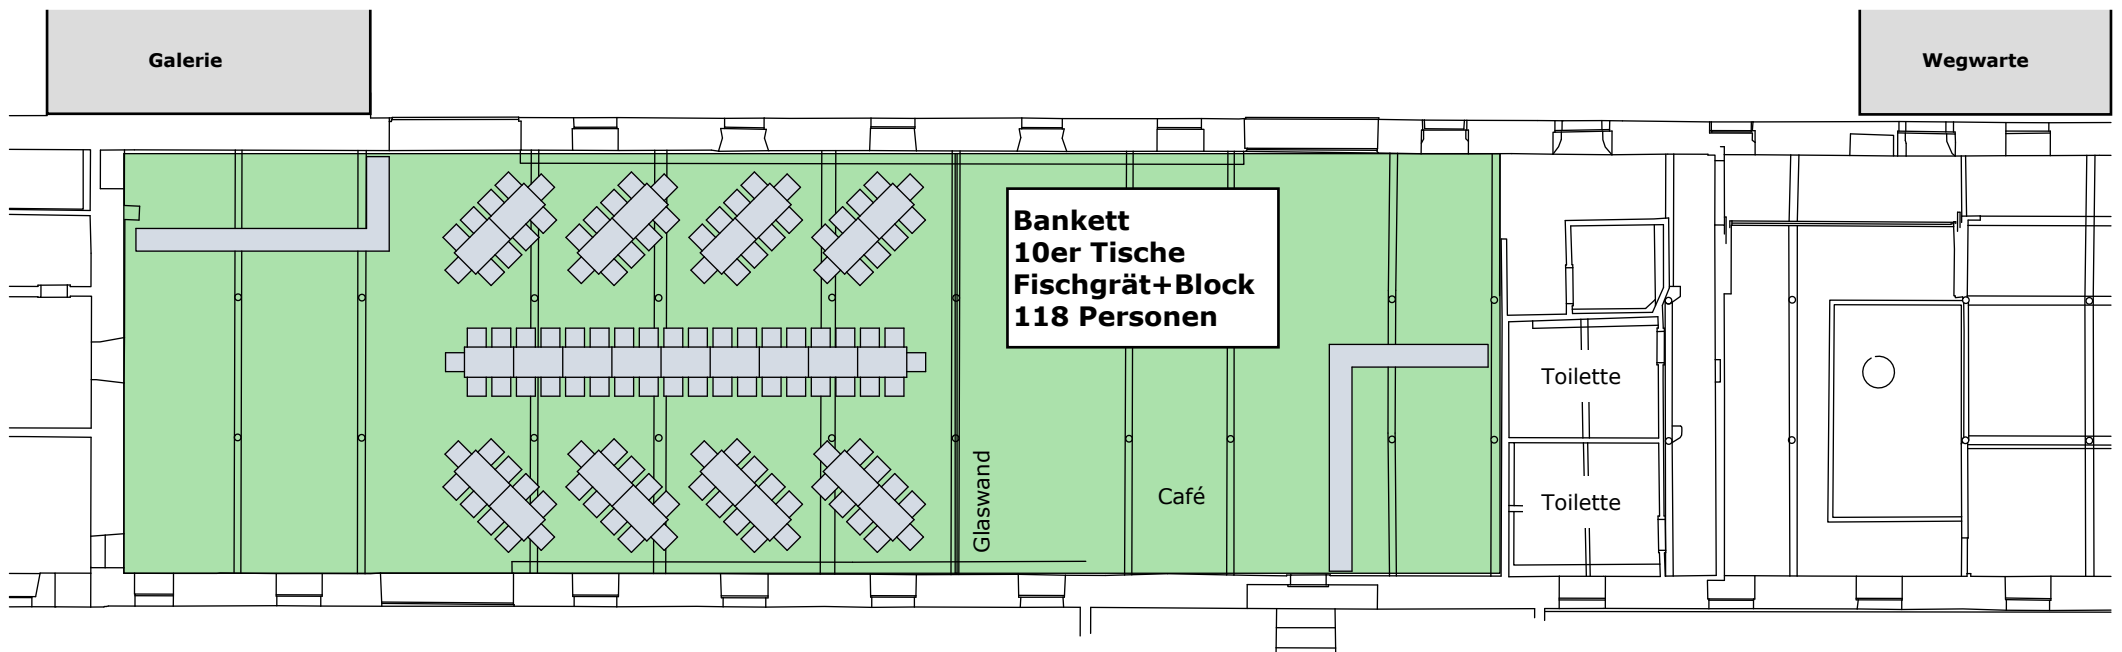 Galerie
Wegwarte
Bankett
10er Tische
Fischgrät+Block
118 Personen
Toilette
Glaswand
Café
Toilette